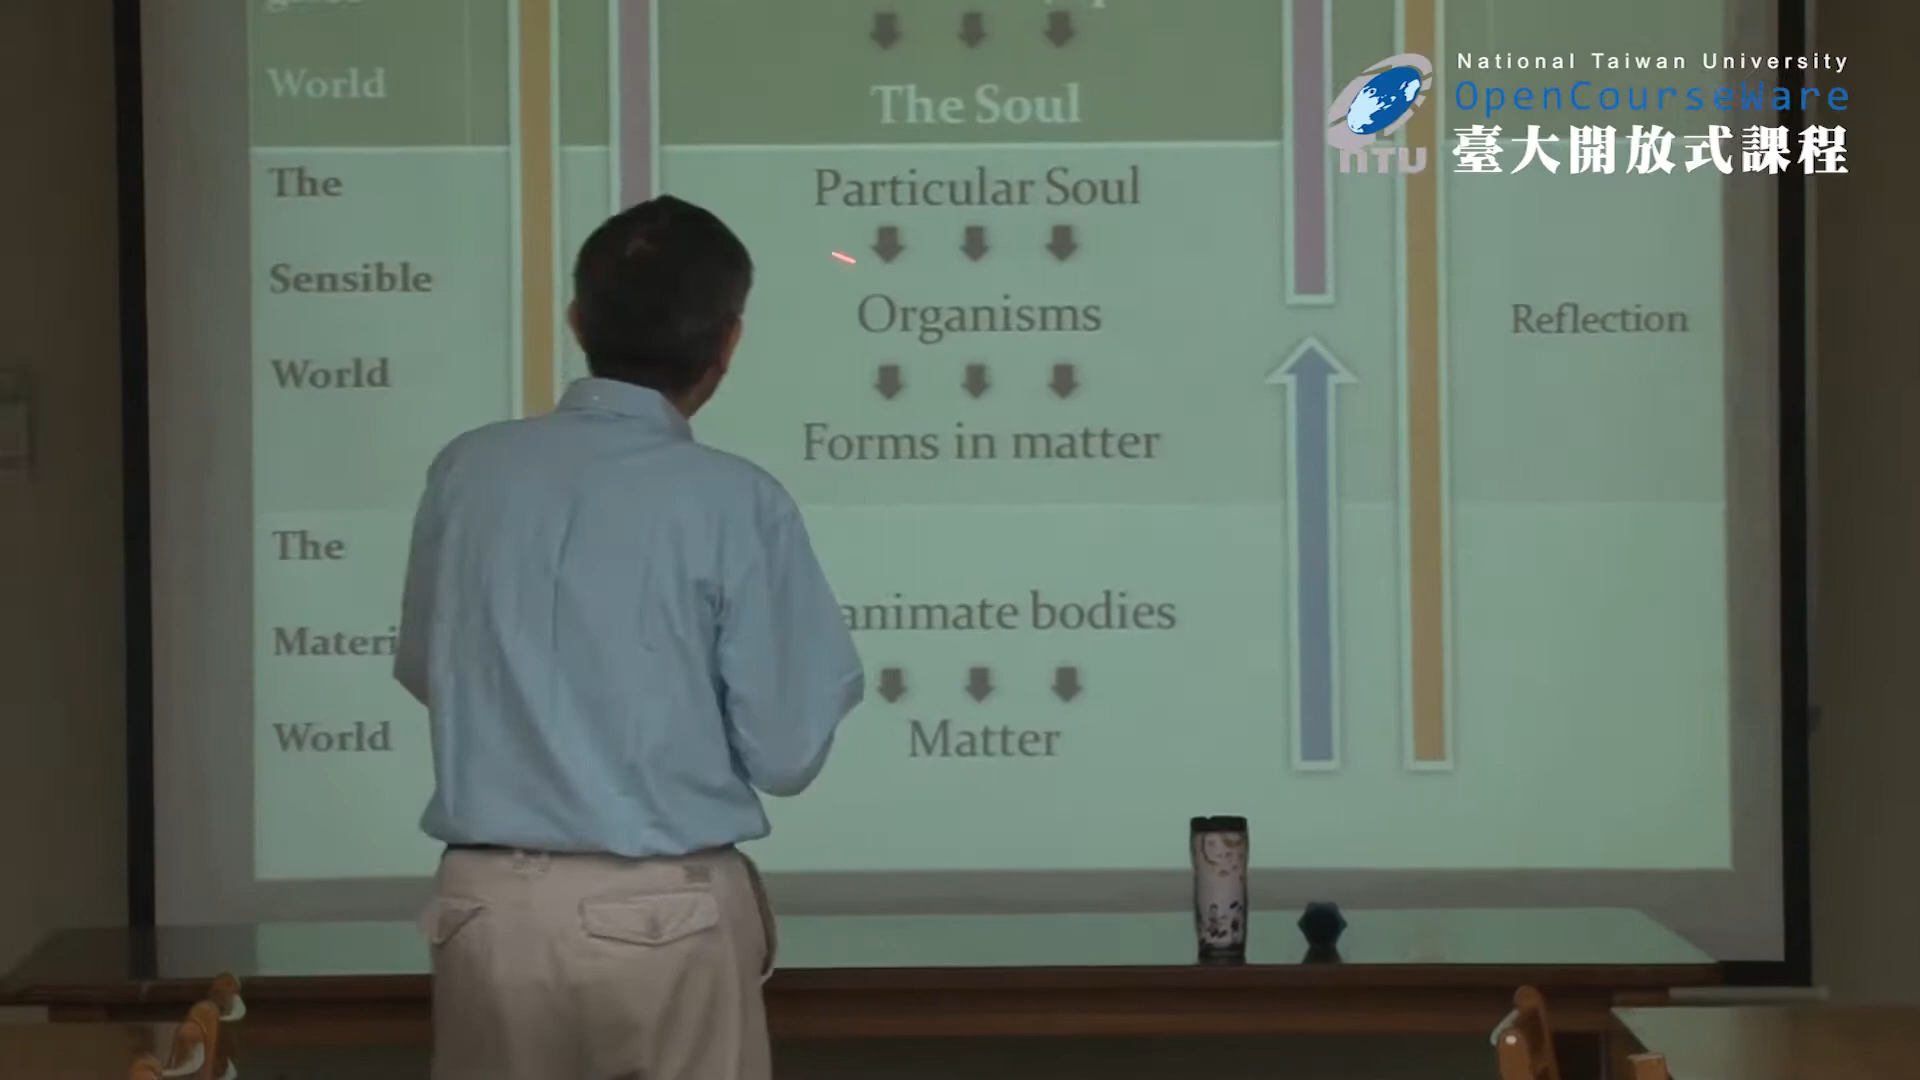 National Taiwan University
OpenCourseWare
NTU
臺大開放式課程
World
The Soul
The
Sensible
World
Particular Soul
Organisms
Forms in matter
Reflection
The
Materi
World
animate bodies
Matter